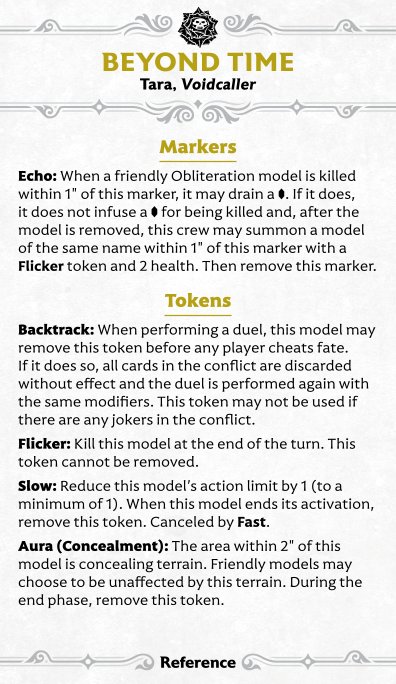 BEYOND TIME
Tara, Voidcaller
Markers
Echo: When a friendly Obliteration model is killed
within 1" of this marker, it may drain a . If it does,
it does not infuse a  for being killed and, after the
model is removed, this crew may summon a model
of the same name within 1" of this marker with a
Flicker token and 2 health. Then remove this marker.
Tokens
Backtrack: When performing a duel, this model may
remove this token before any player cheats fate.
If it does so, all cards in the conflict are discarded
without effect and the duel is performed again with
the same modifiers. This token may not be used if
there are any jokers in the conflict.
Flicker: Kill this model at the end of the turn. This
token cannot be removed.
Slow: Reduce this model’s action limit by 1 (to a
minimum of 1). When this model ends its activation,
remove this token. Canceled by Fast.
Aura (Concealment): The area within 2" of this
model is concealing terrain. Friendly models may
choose to be unaffected by this terrain. During the
end phase, remove this token.
Reference